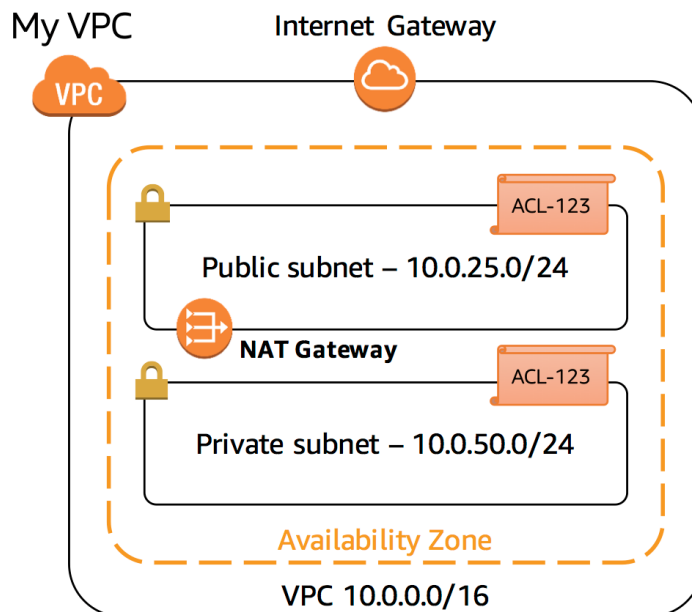 My VPC
Internet Gateway
VPC
ACL-123
Public subnet – 10.0.25.0/24
NAT Gateway
ACL-123
Private subnet – 10.0.50.0/24
Availability Zone
VPC 10.0.0.0/16